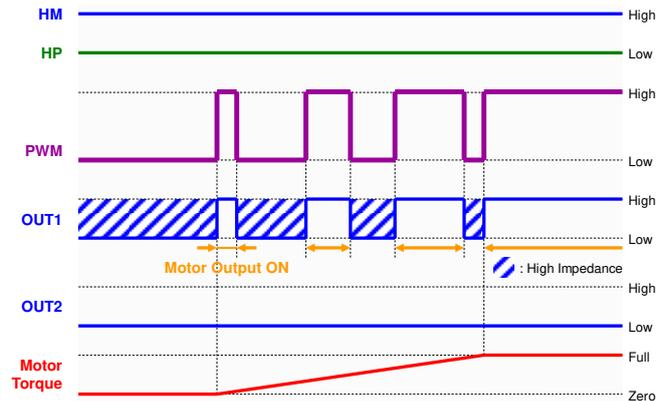 HM High
HP Low
High
PWM Low
High
OUT1
Low
Motor Output ON
: High Impedance
High
OUT2
Low
Full
Motor
Torque
Zero